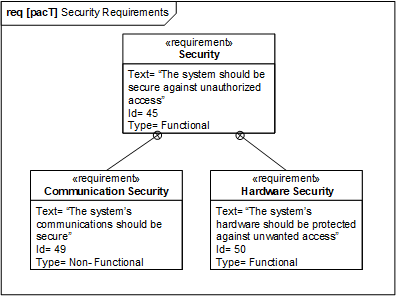 req [pacT] Security Requirements
«requirement»
Security
Text= “The system should be
secure against unauthorized
access”
Id= 45
Type= Functional
«requirement»
Communication Security
Text= “The system’s
communications should be
secure”
Id= 49
Type= Non- Functional
«requirement»
Hardware Security
Text= “The system’s
hardware should be protected
against unwanted access”
Id= 50
Type= Functional